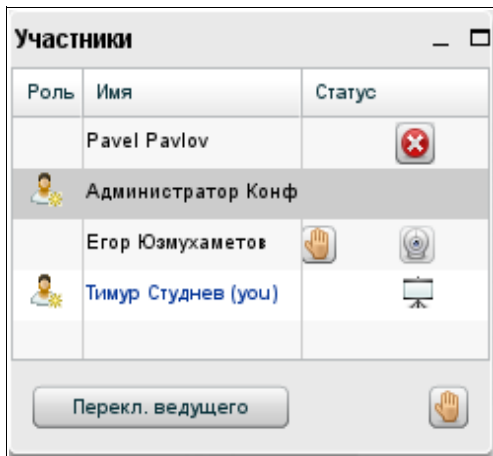 Участники
Роль Имя Статус
Pavel Pavlov
Администратор Конф
Егор Юзмухаметов
Тимур Студнев (you)
Перекл. ведущего